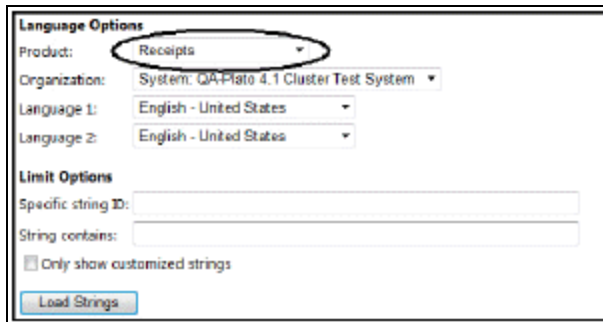 Language Options
Product: Receipts
Organization: System: QA-Plato 4.1 Cluster Test System
Language 1: English - United States
Language 2: English - United States
Limit Options
Specific string ID:
String contains:
Only show customized strings
Load Strings